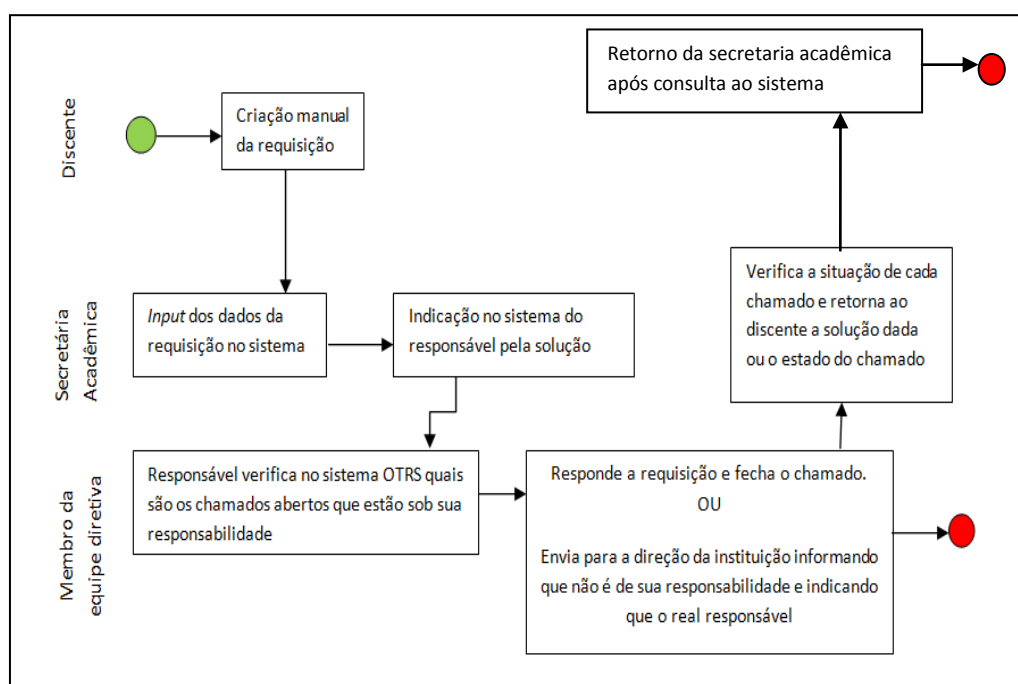 Discente
Criação manual
da requisição
Retorno da secretaria acadêmica
após consulta ao sistema
Secretária
Acadêmica
Input dos dados da
requisição no sistema
Indicação no sistema do
responsável pela solução
Verifica a situação de cada
chamado e retorna ao
discente a solução dada
ou o estado do chamado
Membro da
equipe diretiva
Responsável verifica no sistema OTRS quais
são os chamados abertos que estão sob sua
responsabilidade
Responde a requisição e fecha o chamado.
OU
Envia para a direção da instituição informando
que não é de sua responsabilidade e indicando
que o real responsável